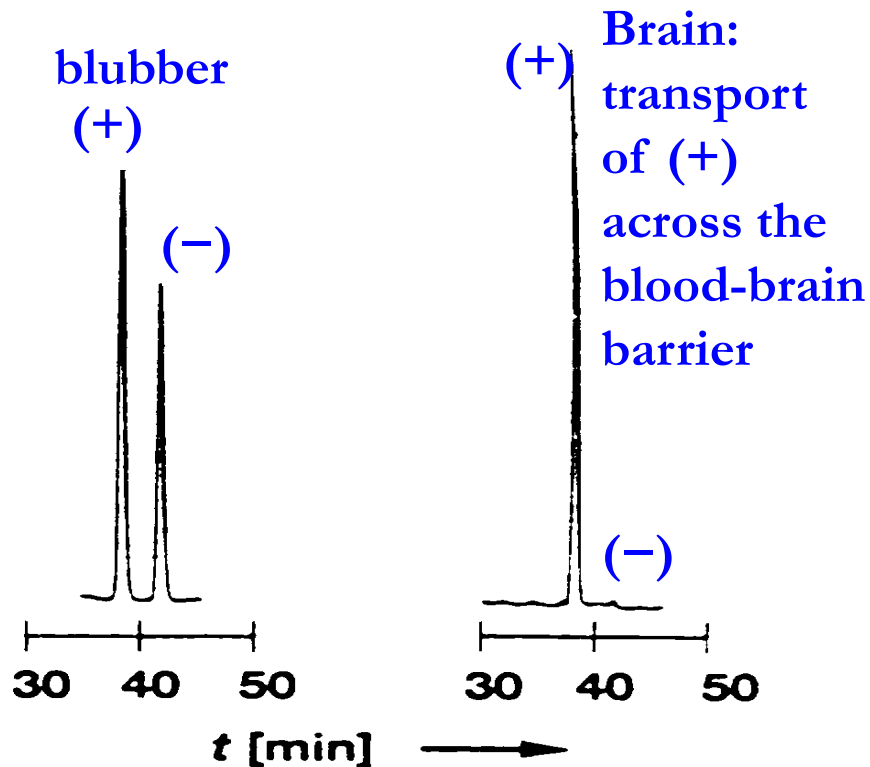 blubber
(+)
(−)
(+)
Brain:
transport
of (+)
across the
blood-brain
barrier
(−)
30 40 50
30 40 50
t [min]